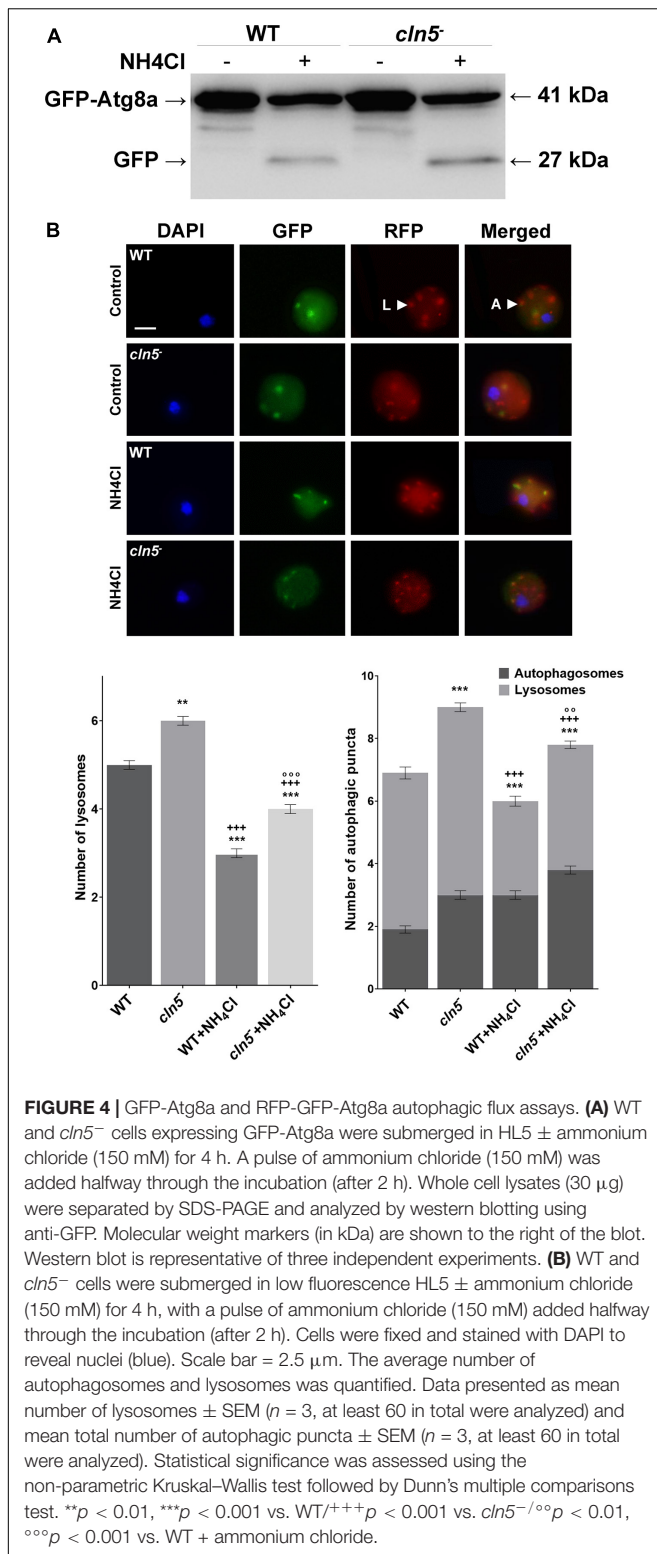 A
WT cln5-
NH4Cl - + - +
GFP-Atg8a → ← 41 kDa
GFP → ← 27 kDa
B
DAPI GFP RFP Merged
Control WT L A
Control cln5-
NH4Cl WT
NH4Cl cln5-
Number of lysosomes
6
4
2
0
**
+++
***
°°°
+++
***
WT cln5- WT+NH₄Cl cln5-+NH₄Cl
Number of autophagic puncta
10
8
6
4
2
0
Autophagosomes
Lysosomes
***
+++
***
°°
+++
***
WT cln5- WT+NH₄Cl cln5-+NH₄Cl
FIGURE 4 | GFP-Atg8a and RFP-GFP-Atg8a autophagic flux assays. (A) WT
and cln5⁻ cells expressing GFP-Atg8a were submerged in HL5 ± ammonium
chloride (150 mM) for 4 h. A pulse of ammonium chloride (150 mM) was
added halfway through the incubation (after 2 h). Whole cell lysates (30 μg)
were separated by SDS-PAGE and analyzed by western blotting using
anti-GFP. Molecular weight markers (in kDa) are shown to the right of the blot.
Western blot is representative of three independent experiments. (B) WT and
cln5⁻ cells were submerged in low fluorescence HL5 ± ammonium chloride
(150 mM) for 4 h, with a pulse of ammonium chloride (150 mM) added halfway
through the incubation (after 2 h). Cells were fixed and stained with DAPI to
reveal nuclei (blue). Scale bar = 2.5 μm. The average number of
autophagosomes and lysosomes was quantified. Data presented as mean
number of lysosomes ± SEM (n = 3, at least 60 in total were analyzed) and
mean total number of autophagic puncta ± SEM (n = 3, at least 60 in total
were analyzed). Statistical significance was assessed using the
non-parametric Kruskal–Wallis test followed by Dunn's multiple comparisons
test. **p < 0.01, ***p < 0.001 vs. WT/+++p < 0.001 vs. cln5⁻/°°p < 0.01,
°°°p < 0.001 vs. WT + ammonium chloride.